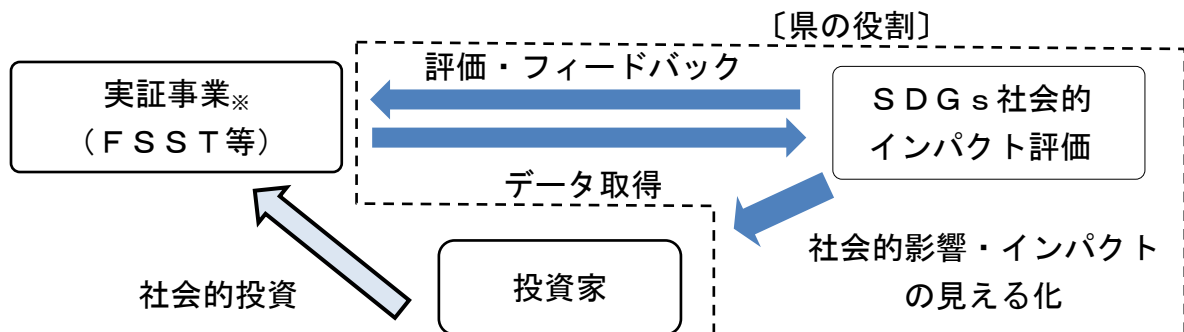 〔県の役割〕
評価・フィードバック
実証事業※
（ＦＳＳＴ等）
ＳＤＧｓ社会的
インパクト評価
データ取得
社会的影響・インパクト
の見える化
投資家
社会的投資